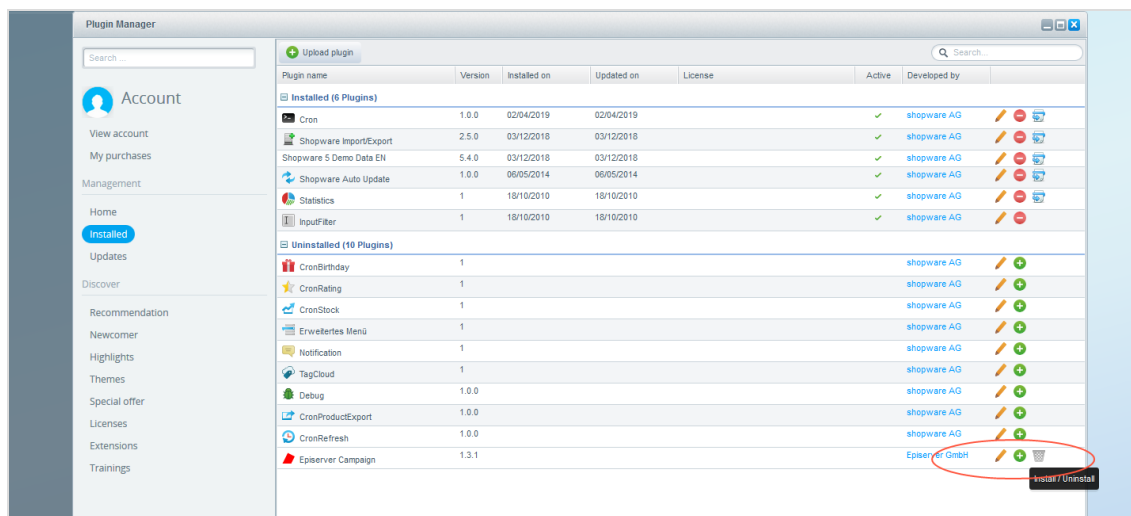 Plugin Manager
Search ...
Account
View account
My purchases
Management
Home
Installed
Updates
Discover
Recommendation
Newcomer
Highlights
Themes
Special offer
Licenses
Extensions
Trainings
Upload plugin
Search...
Plugin name Version Installed on Updated on License Active Developed by
Installed (6 Plugins)
Cron 1.0.0 02/04/2019 02/04/2019 shopware AG
Shopware Import/Export 2.5.0 03/12/2018 03/12/2018 shopware AG
Shopware 5 Demo Data EN 5.4.0 03/12/2018 03/12/2018 shopware AG
Shopware Auto Update 1.0.0 06/05/2014 06/05/2014 shopware AG
Statistics 1 18/10/2010 18/10/2010 shopware AG
InputFilter 1 18/10/2010 18/10/2010 shopware AG
Uninstalled (10 Plugins)
CronBirthday 1 shopware AG
CronRating 1 shopware AG
CronStock 1 shopware AG
Erweitertes Menü 1 shopware AG
Notification 1 shopware AG
TagCloud 1 shopware AG
Debug 1.0.0 shopware AG
CronProductExport 1.0.0 shopware AG
CronRefresh 1.0.0 shopware AG
Episerver Campaign 1.3.1 Episerver GmbH
Install / Uninstall